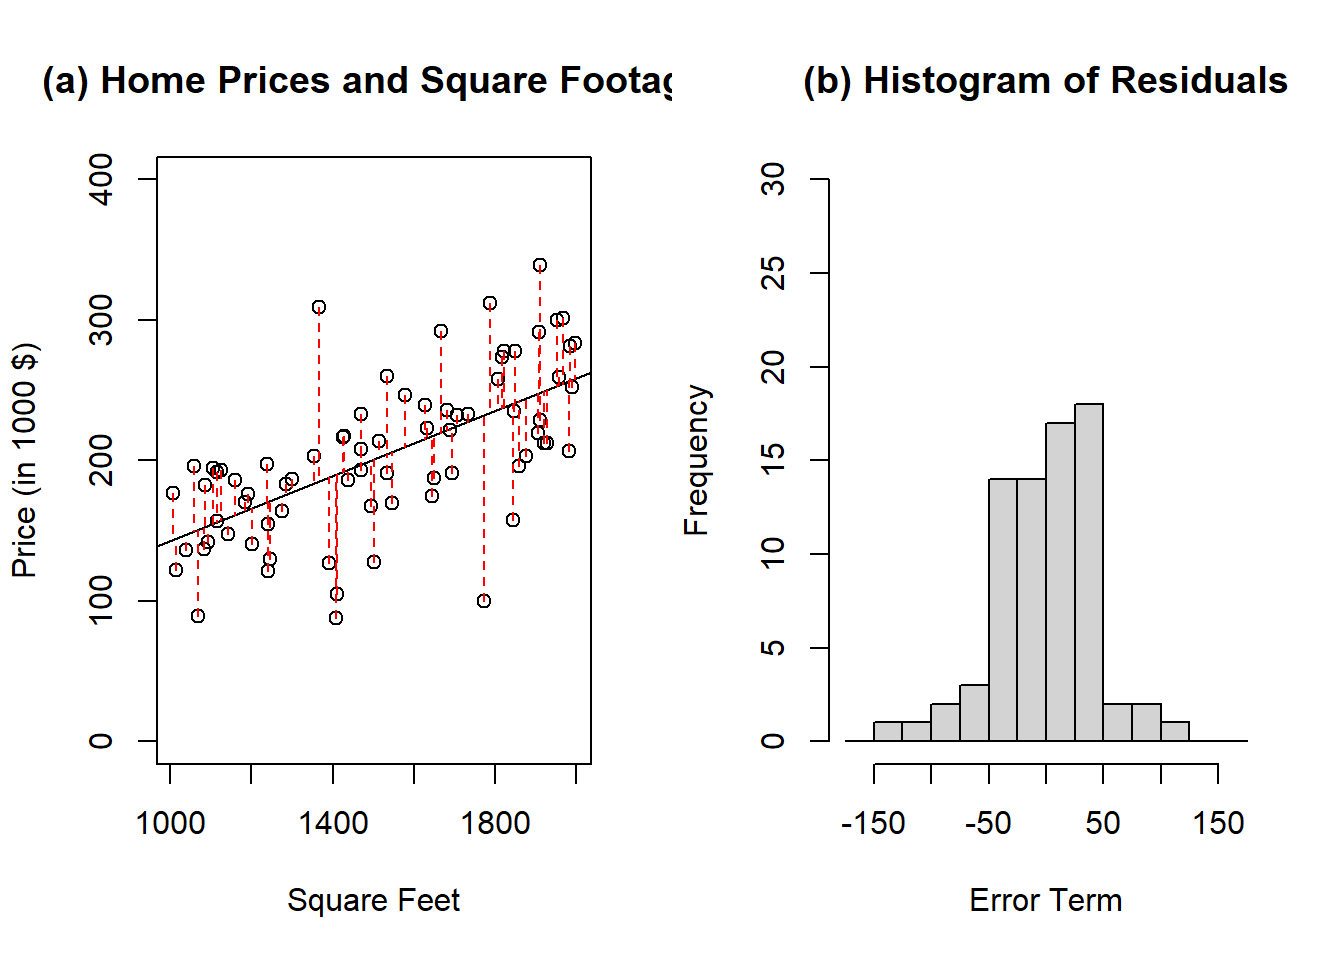 (a) Home Prices and Square Footag
Price (in 1000 $)
400
300
200
100
0
1000 1400 1800
Square Feet
(b) Histogram of Residuals
Frequency
30
25
20
15
10
5
0
-150 -50 50 150
Error Term